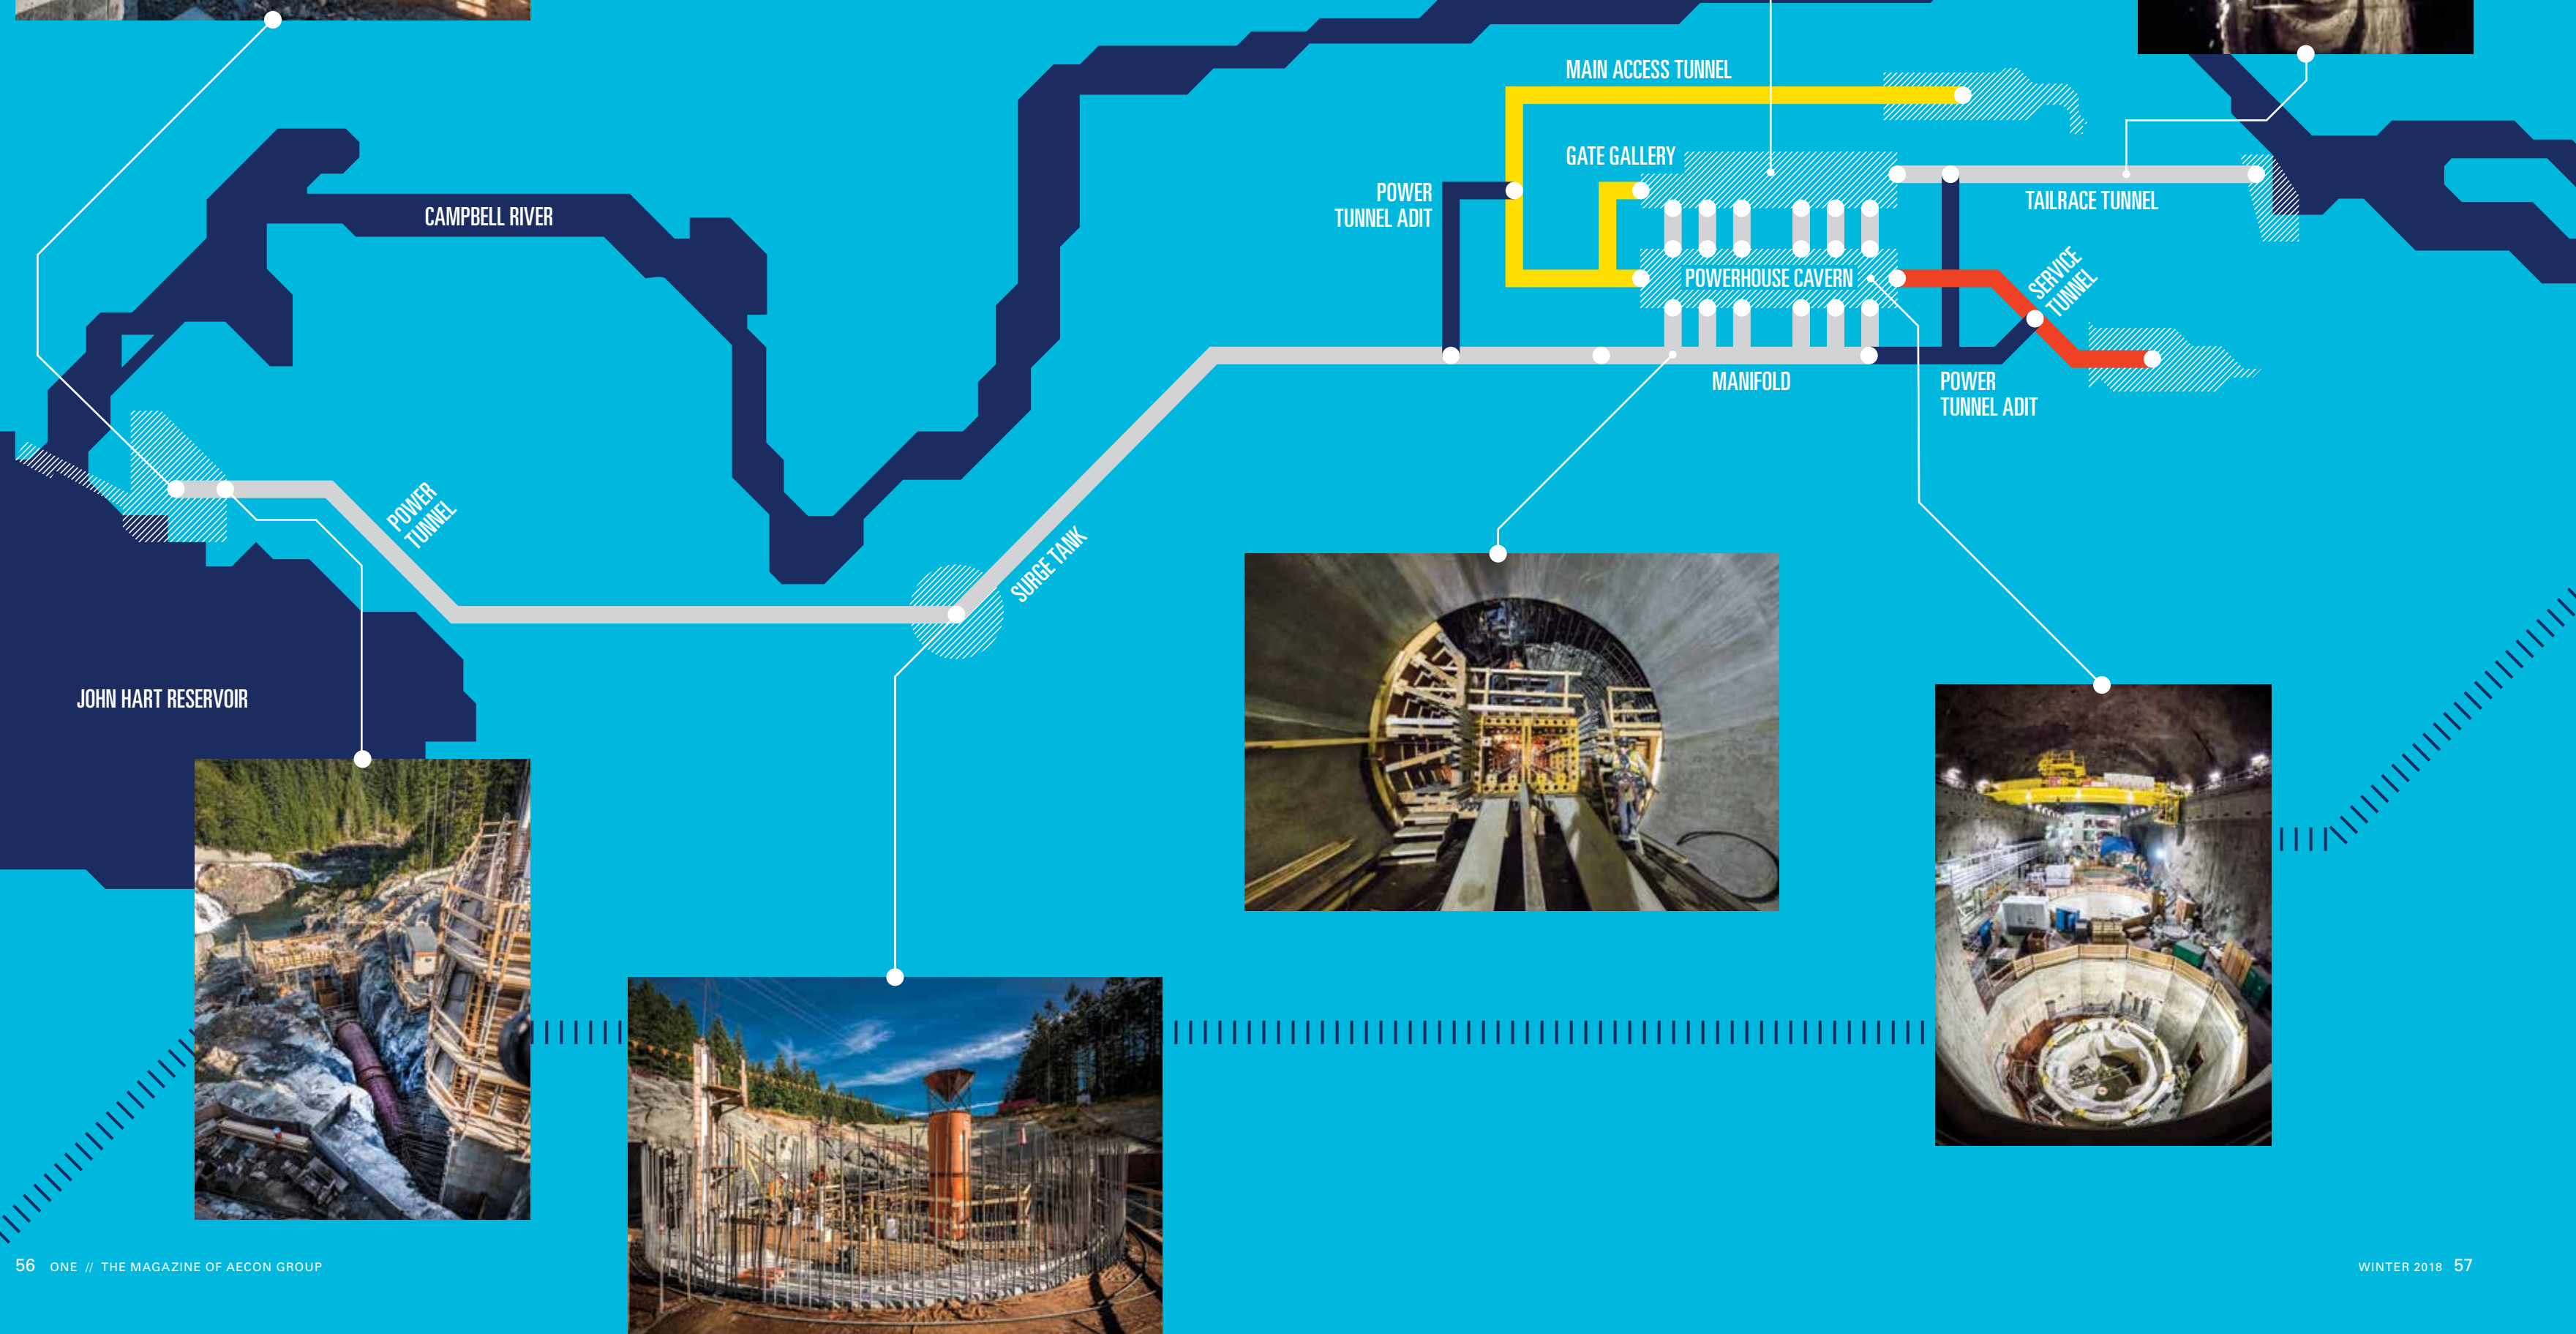 MAIN ACCESS TUNNEL
GATE GALLERY
POWER
TUNNEL ADIT
TAILRACE TUNNEL
CAMPBELL RIVER
POWERHOUSE CAVERN
SERVICE
TUNNEL
MANIFOLD
POWER
TUNNEL ADIT
POWER
TUNNEL
SURGE TANK
JOHN HART RESERVOIR
56 ONE // THE MAGAZINE OF AECON GROUP
WINTER 2018 57